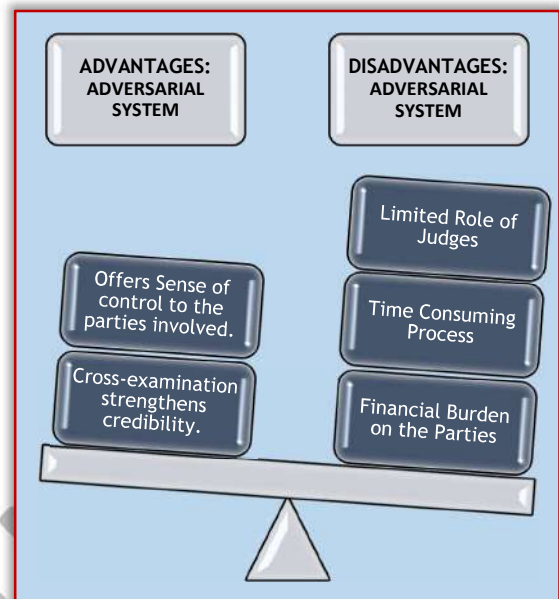 ADVANTAGES:
ADVERSARIAL
SYSTEM
DISADVANTAGES:
ADVERSARIAL
SYSTEM
Offers Sense of
control to the
parties involved.
Cross-examination
strengthens
credibility.
Limited Role of
Judges
Time Consuming
Process
Financial Burden
on the Parties